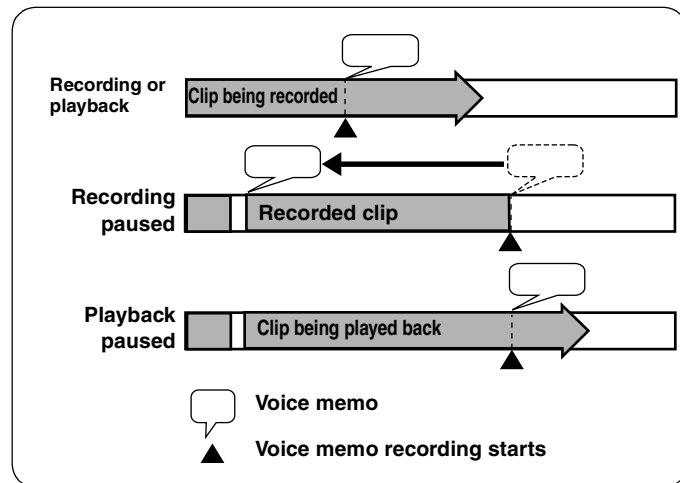 Recording or
playback
Clip being recorded
Recording
paused
Recorded clip
Playback
paused
Clip being played back
Voice memo
Voice memo recording starts